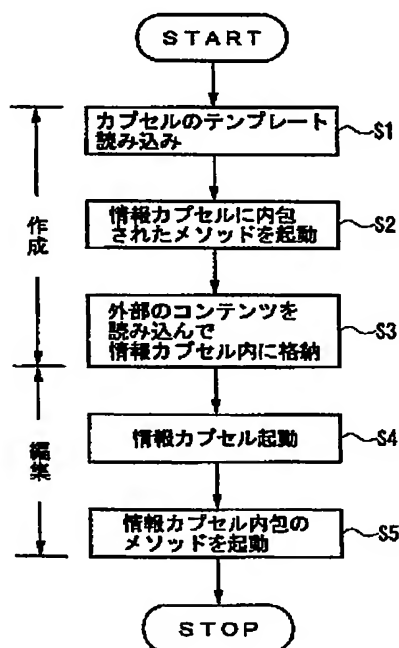 START
カプセルのテンプレート
読み込み
S1
情報カプセルに内包
されたメソッドを起動
S2
作成
外部のコンテンツを
読み込んで
情報カプセル内に格納
S3
情報カプセル起動
S4
編集
情報カプセル内包の
メソッドを起動
S5
STOP